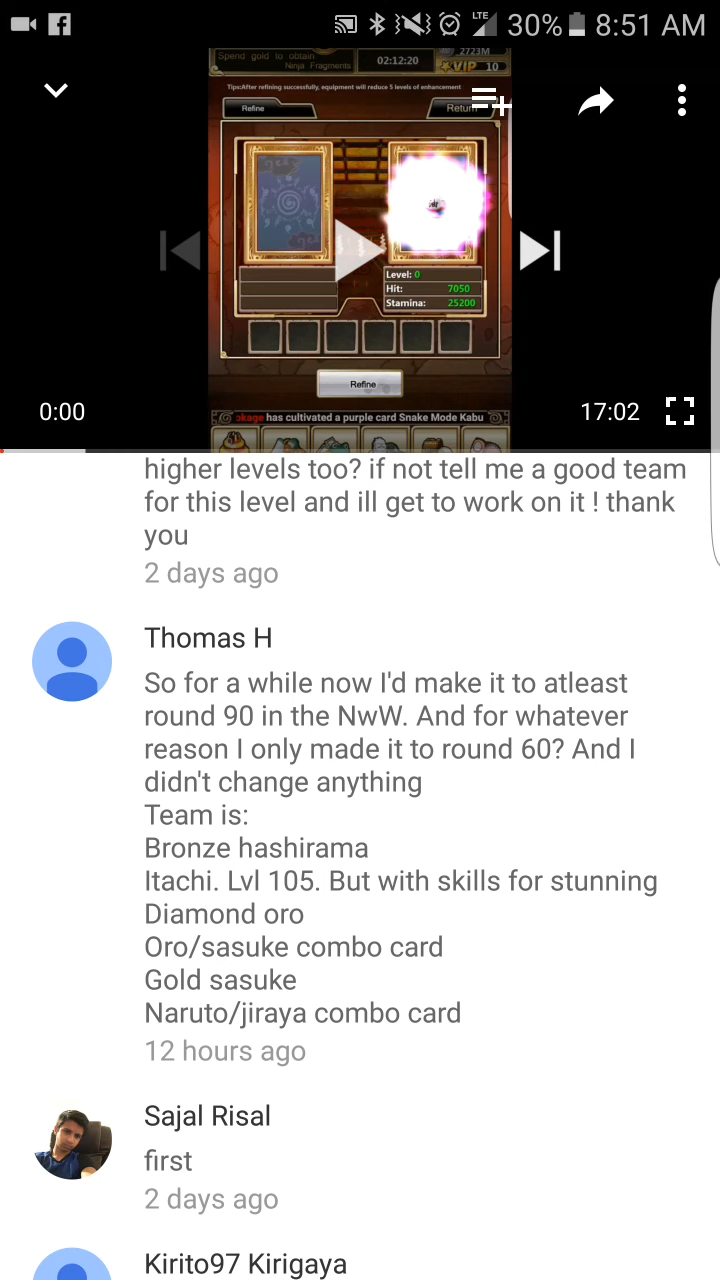 LTE 30% 8:51 AM
Spend gold to obtain
Ninja Fragments
02:12:20
2723M
VIP 10
Tips:After refining successfully, equipment will reduce 5 levels of enhancement
Refine
Return
Level: 0
Hit: 7050
Stamina: 25200
Refine
0:00
17:02
okage has cultivated a purple card Snake Mode Kabu
higher levels too? if not tell me a good team
for this level and ill get to work on it ! thank
you
2 days ago
Thomas H
So for a while now I'd make it to atleast
round 90 in the NwW. And for whatever
reason I only made it to round 60? And I
didn't change anything
Team is:
Bronze hashirama
Itachi. Lvl 105. But with skills for stunning
Diamond oro
Oro/sasuke combo card
Gold sasuke
Naruto/jiraya combo card
12 hours ago
Sajal Risal
first
2 days ago
Kirito97 Kirigaya